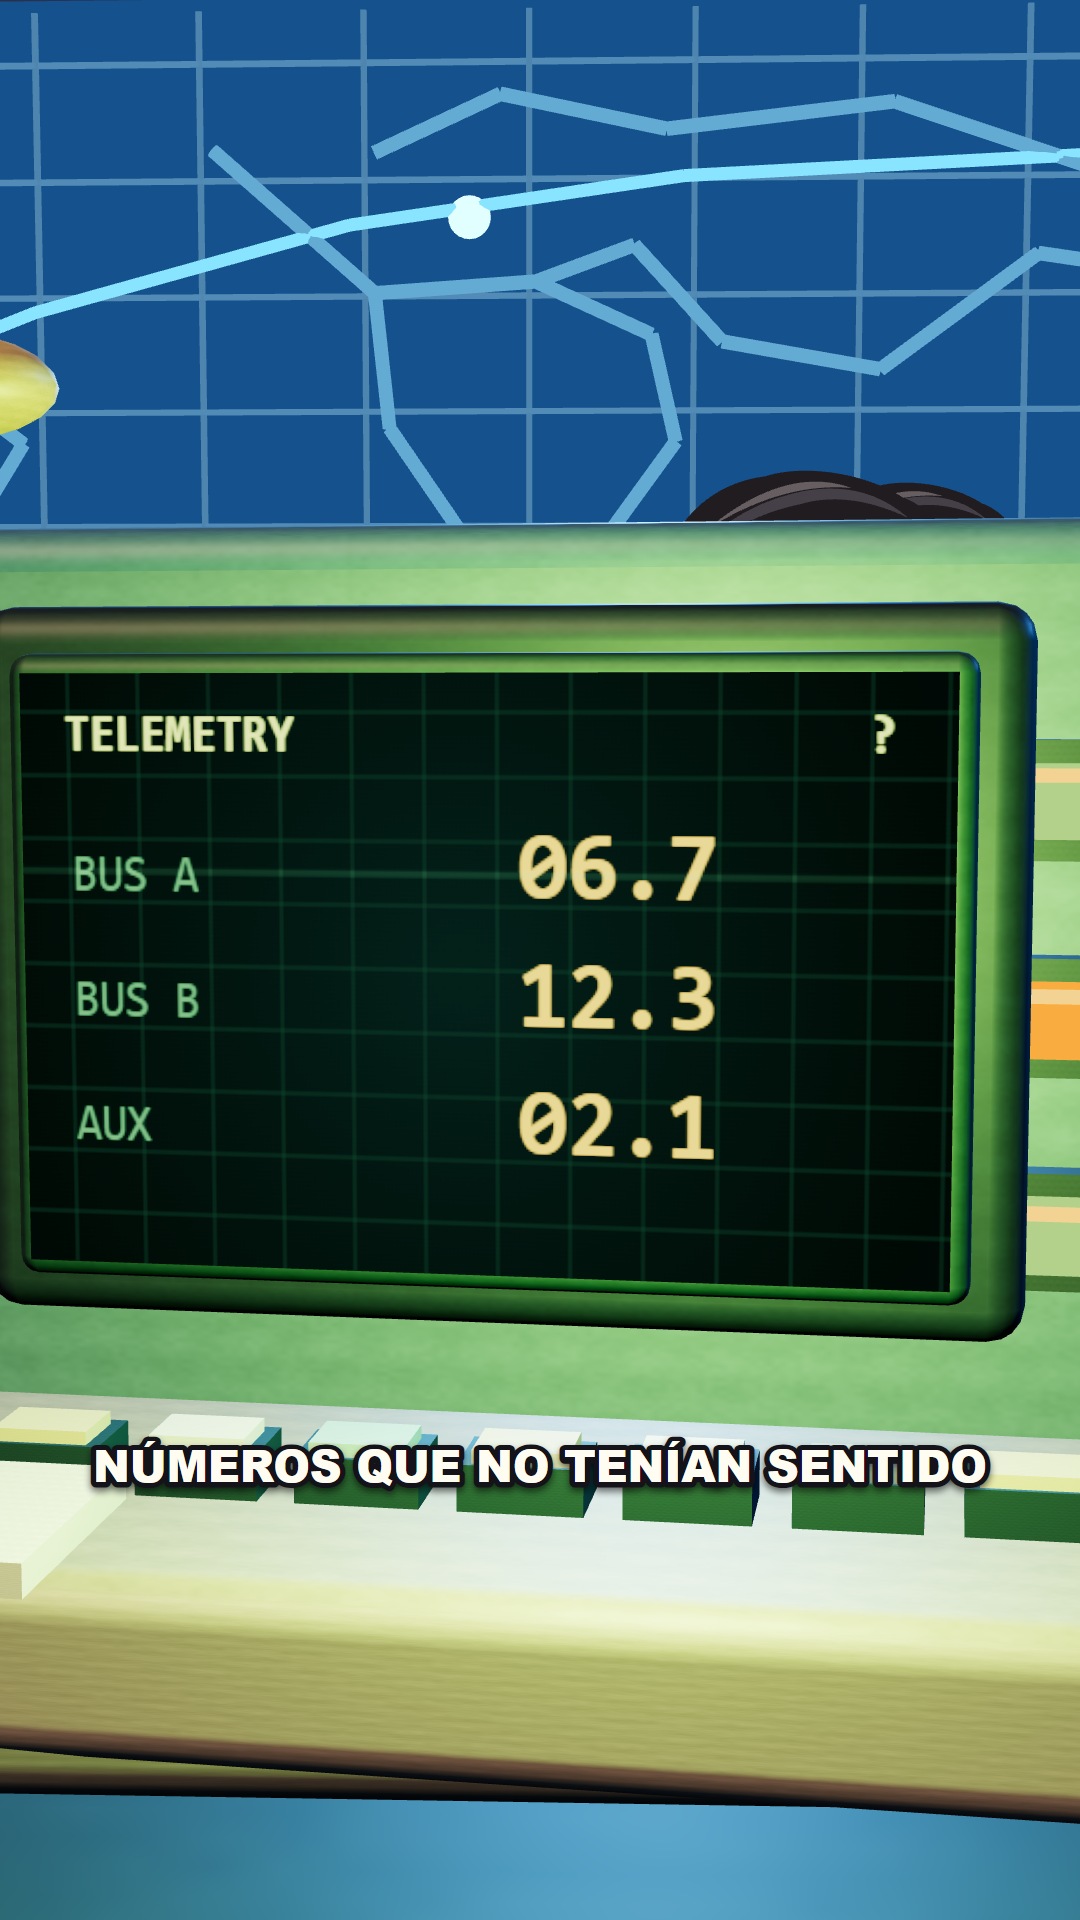 TELEMETRY ?
BUS A 06.7
BUS B 12.3
AUX 02.1
NÚMEROS QUE NO TENÍAN SENTIDO